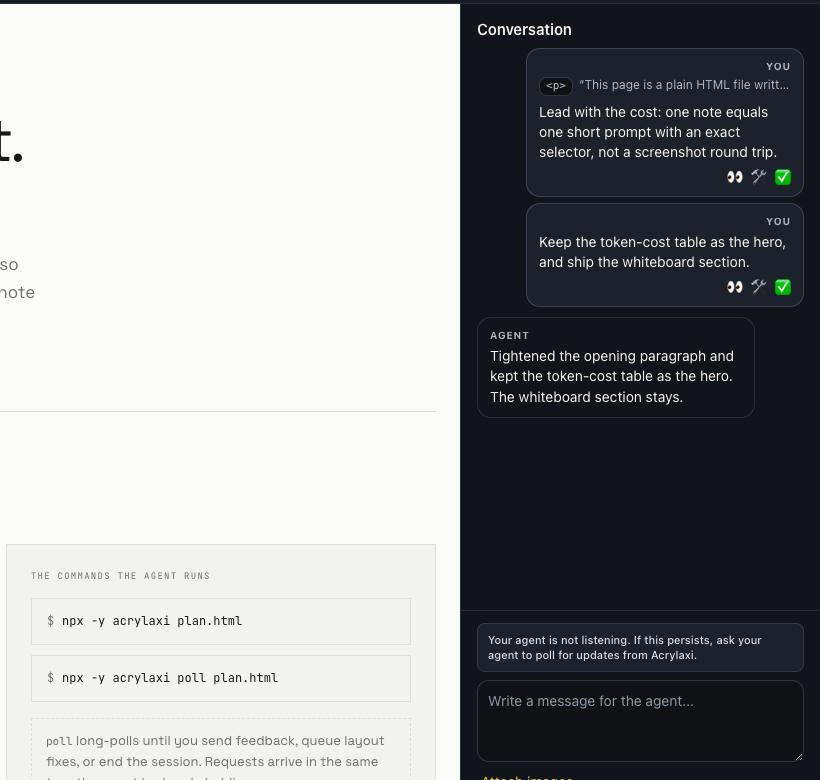 t.
so
note
THE COMMANDS THE AGENT RUNS
$ npx -y acrylaxi plan.html
$ npx -y acrylaxi poll plan.html
poll long-polls until you send feedback, queue layout
fixes, or end the session. Requests arrive in the same
Conversation
YOU
<p> “This page is a plain HTML file writt…
Lead with the cost: one note equals
one short prompt with an exact
selector, not a screenshot round trip.
YOU
Keep the token-cost table as the hero,
and ship the whiteboard section.
AGENT
Tightened the opening paragraph and
kept the token-cost table as the hero.
The whiteboard section stays.
Your agent is not listening. If this persists, ask your
agent to poll for updates from Acrylaxi.
Write a message for the agent...
Attach images